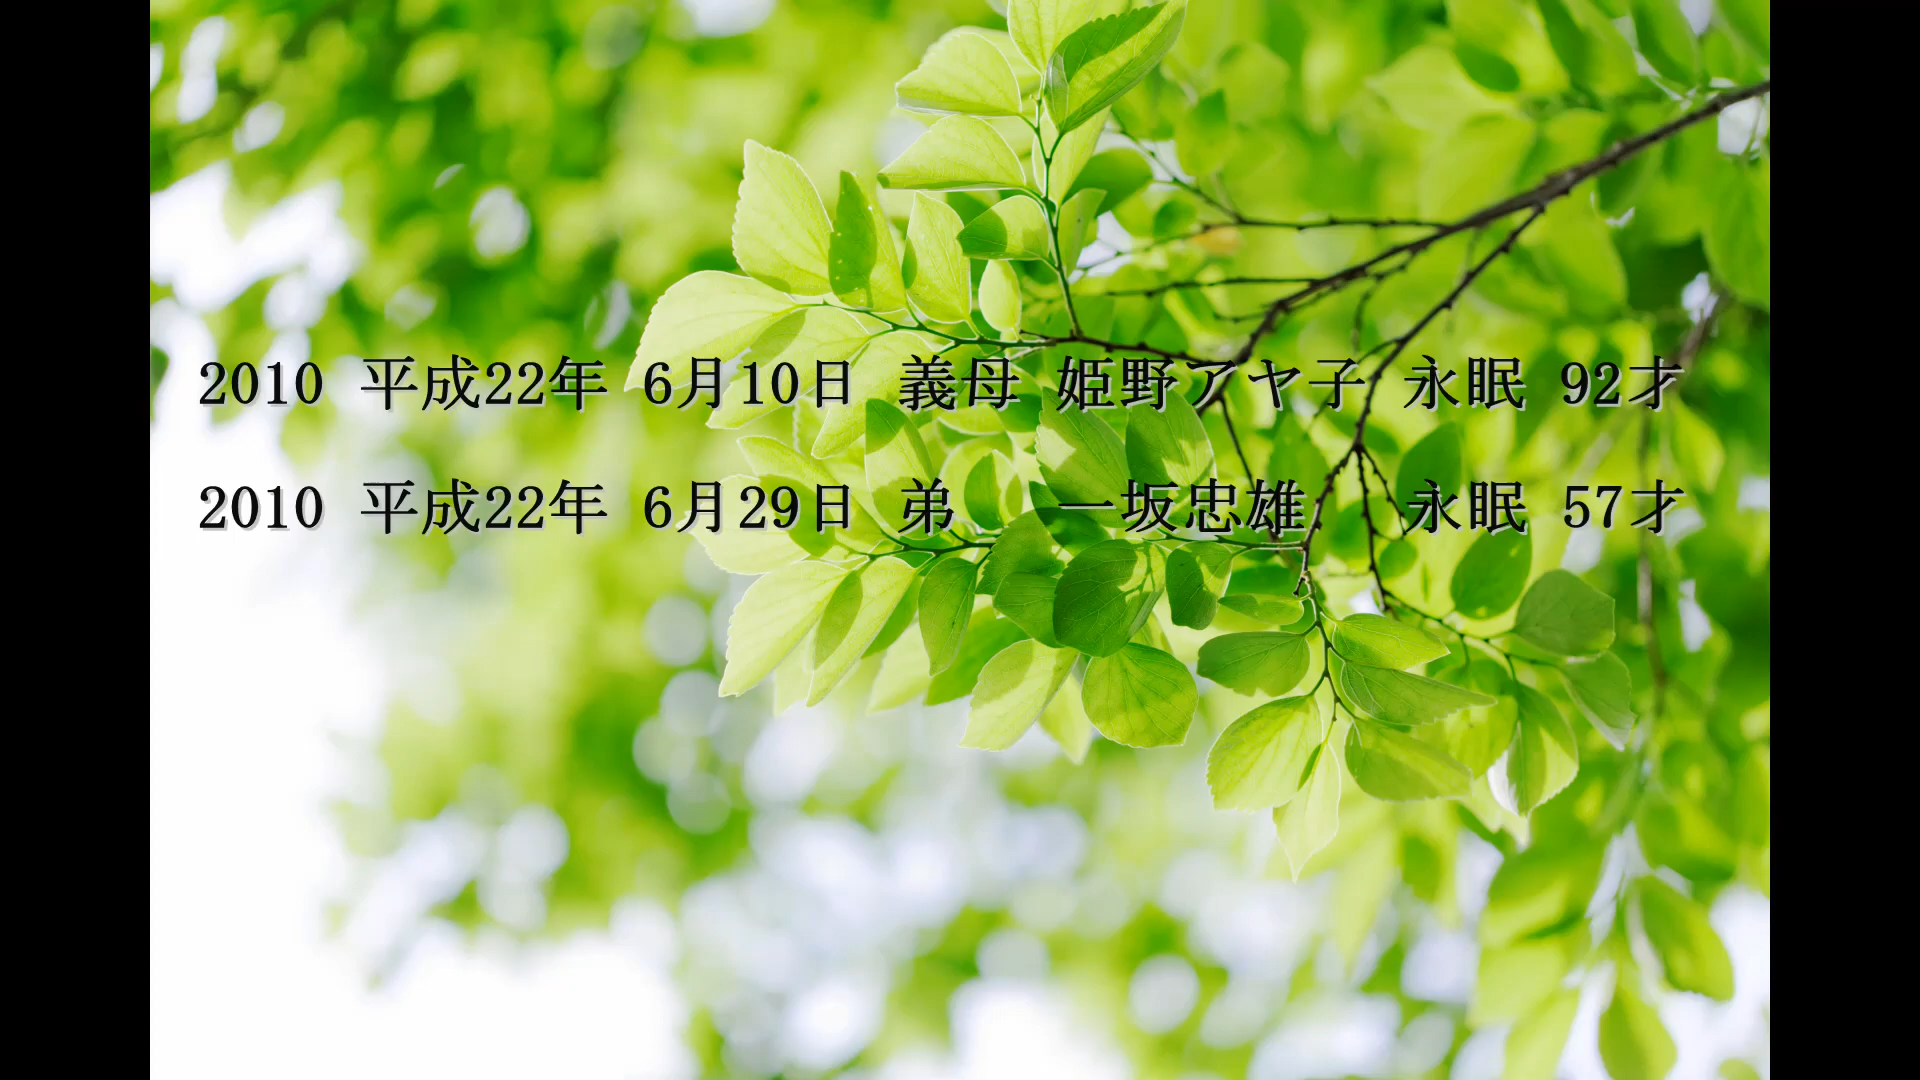 2010 平成22年 6月10日 義母 姫野アヤ子 永眠 92才
2010 平成22年 6月29日 弟 一坂忠雄 永眠 57才